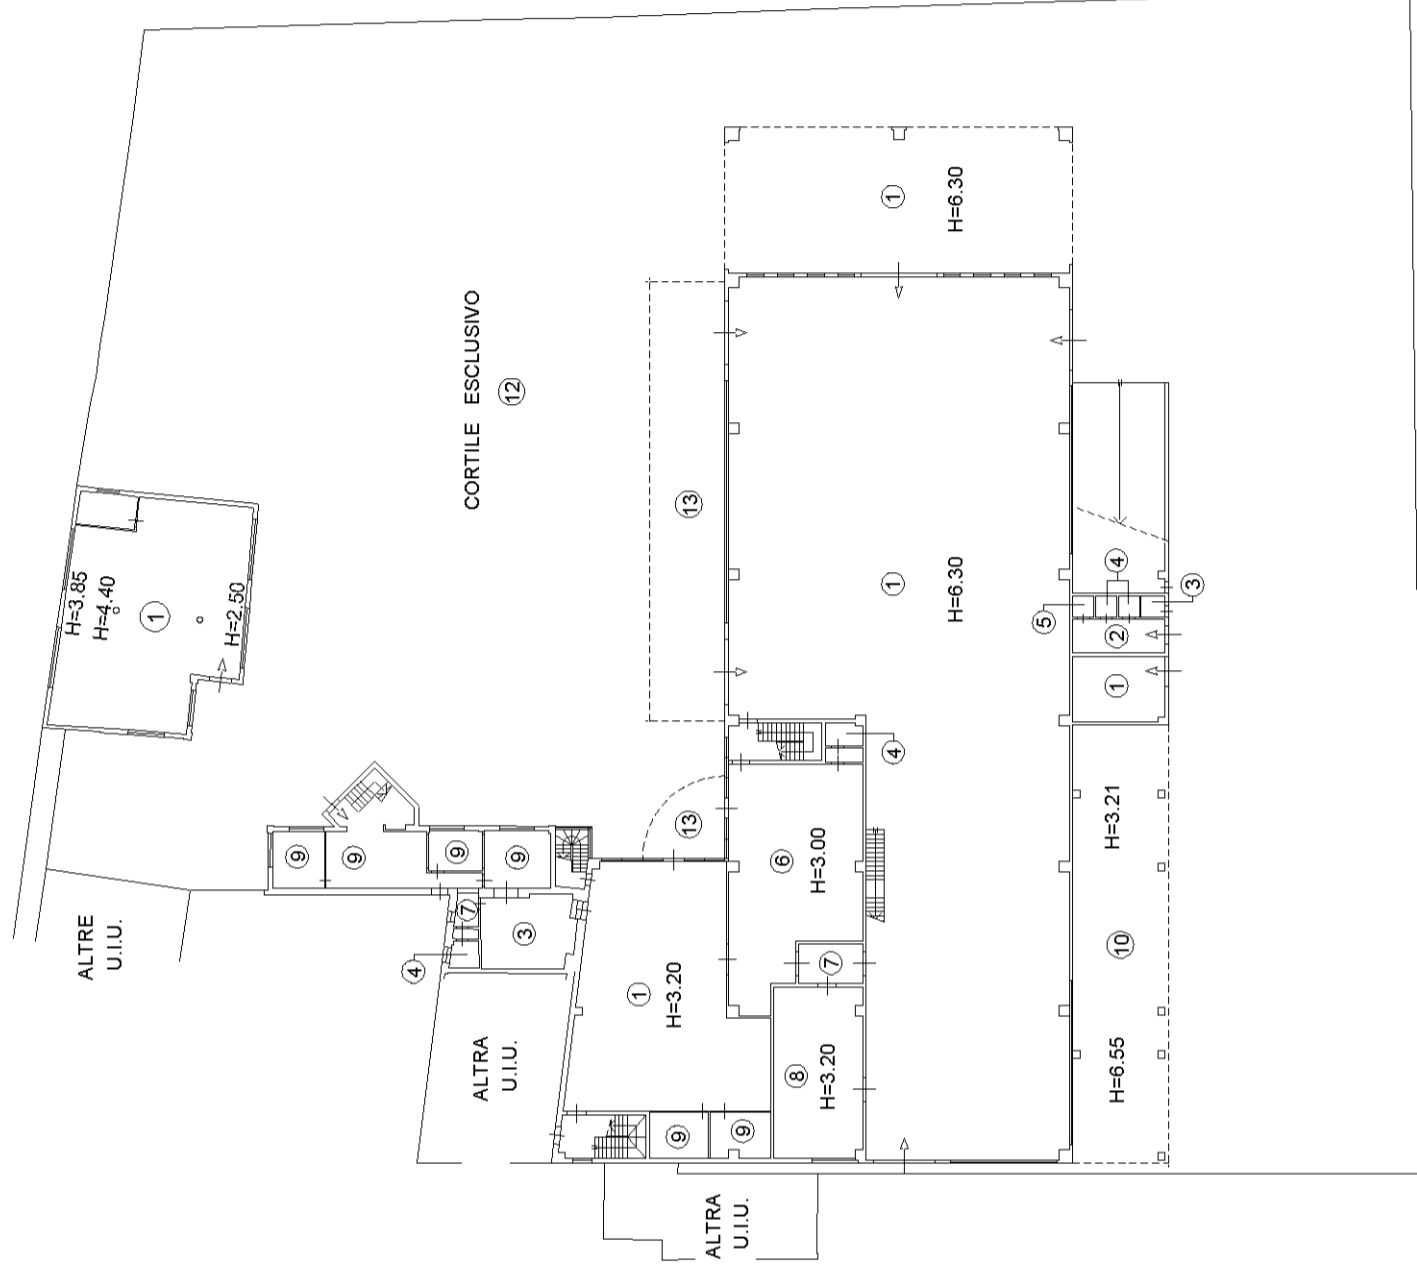 1
H=6.30
CORTILE ESCLUSIVO
12
13
H=3.85
H=4.40
1
H=2.50
1
H=6.30
4
3
5
2
1
4
13
9
9
9
9
7
3
4
6
H=3.00
H=3.21
10
H=6.55
ALTRE
U.I.U.
1
H=3.20
7
8
H=3.20
ALTRA
U.I.U.
9
9
ALTRA
U.I.U.